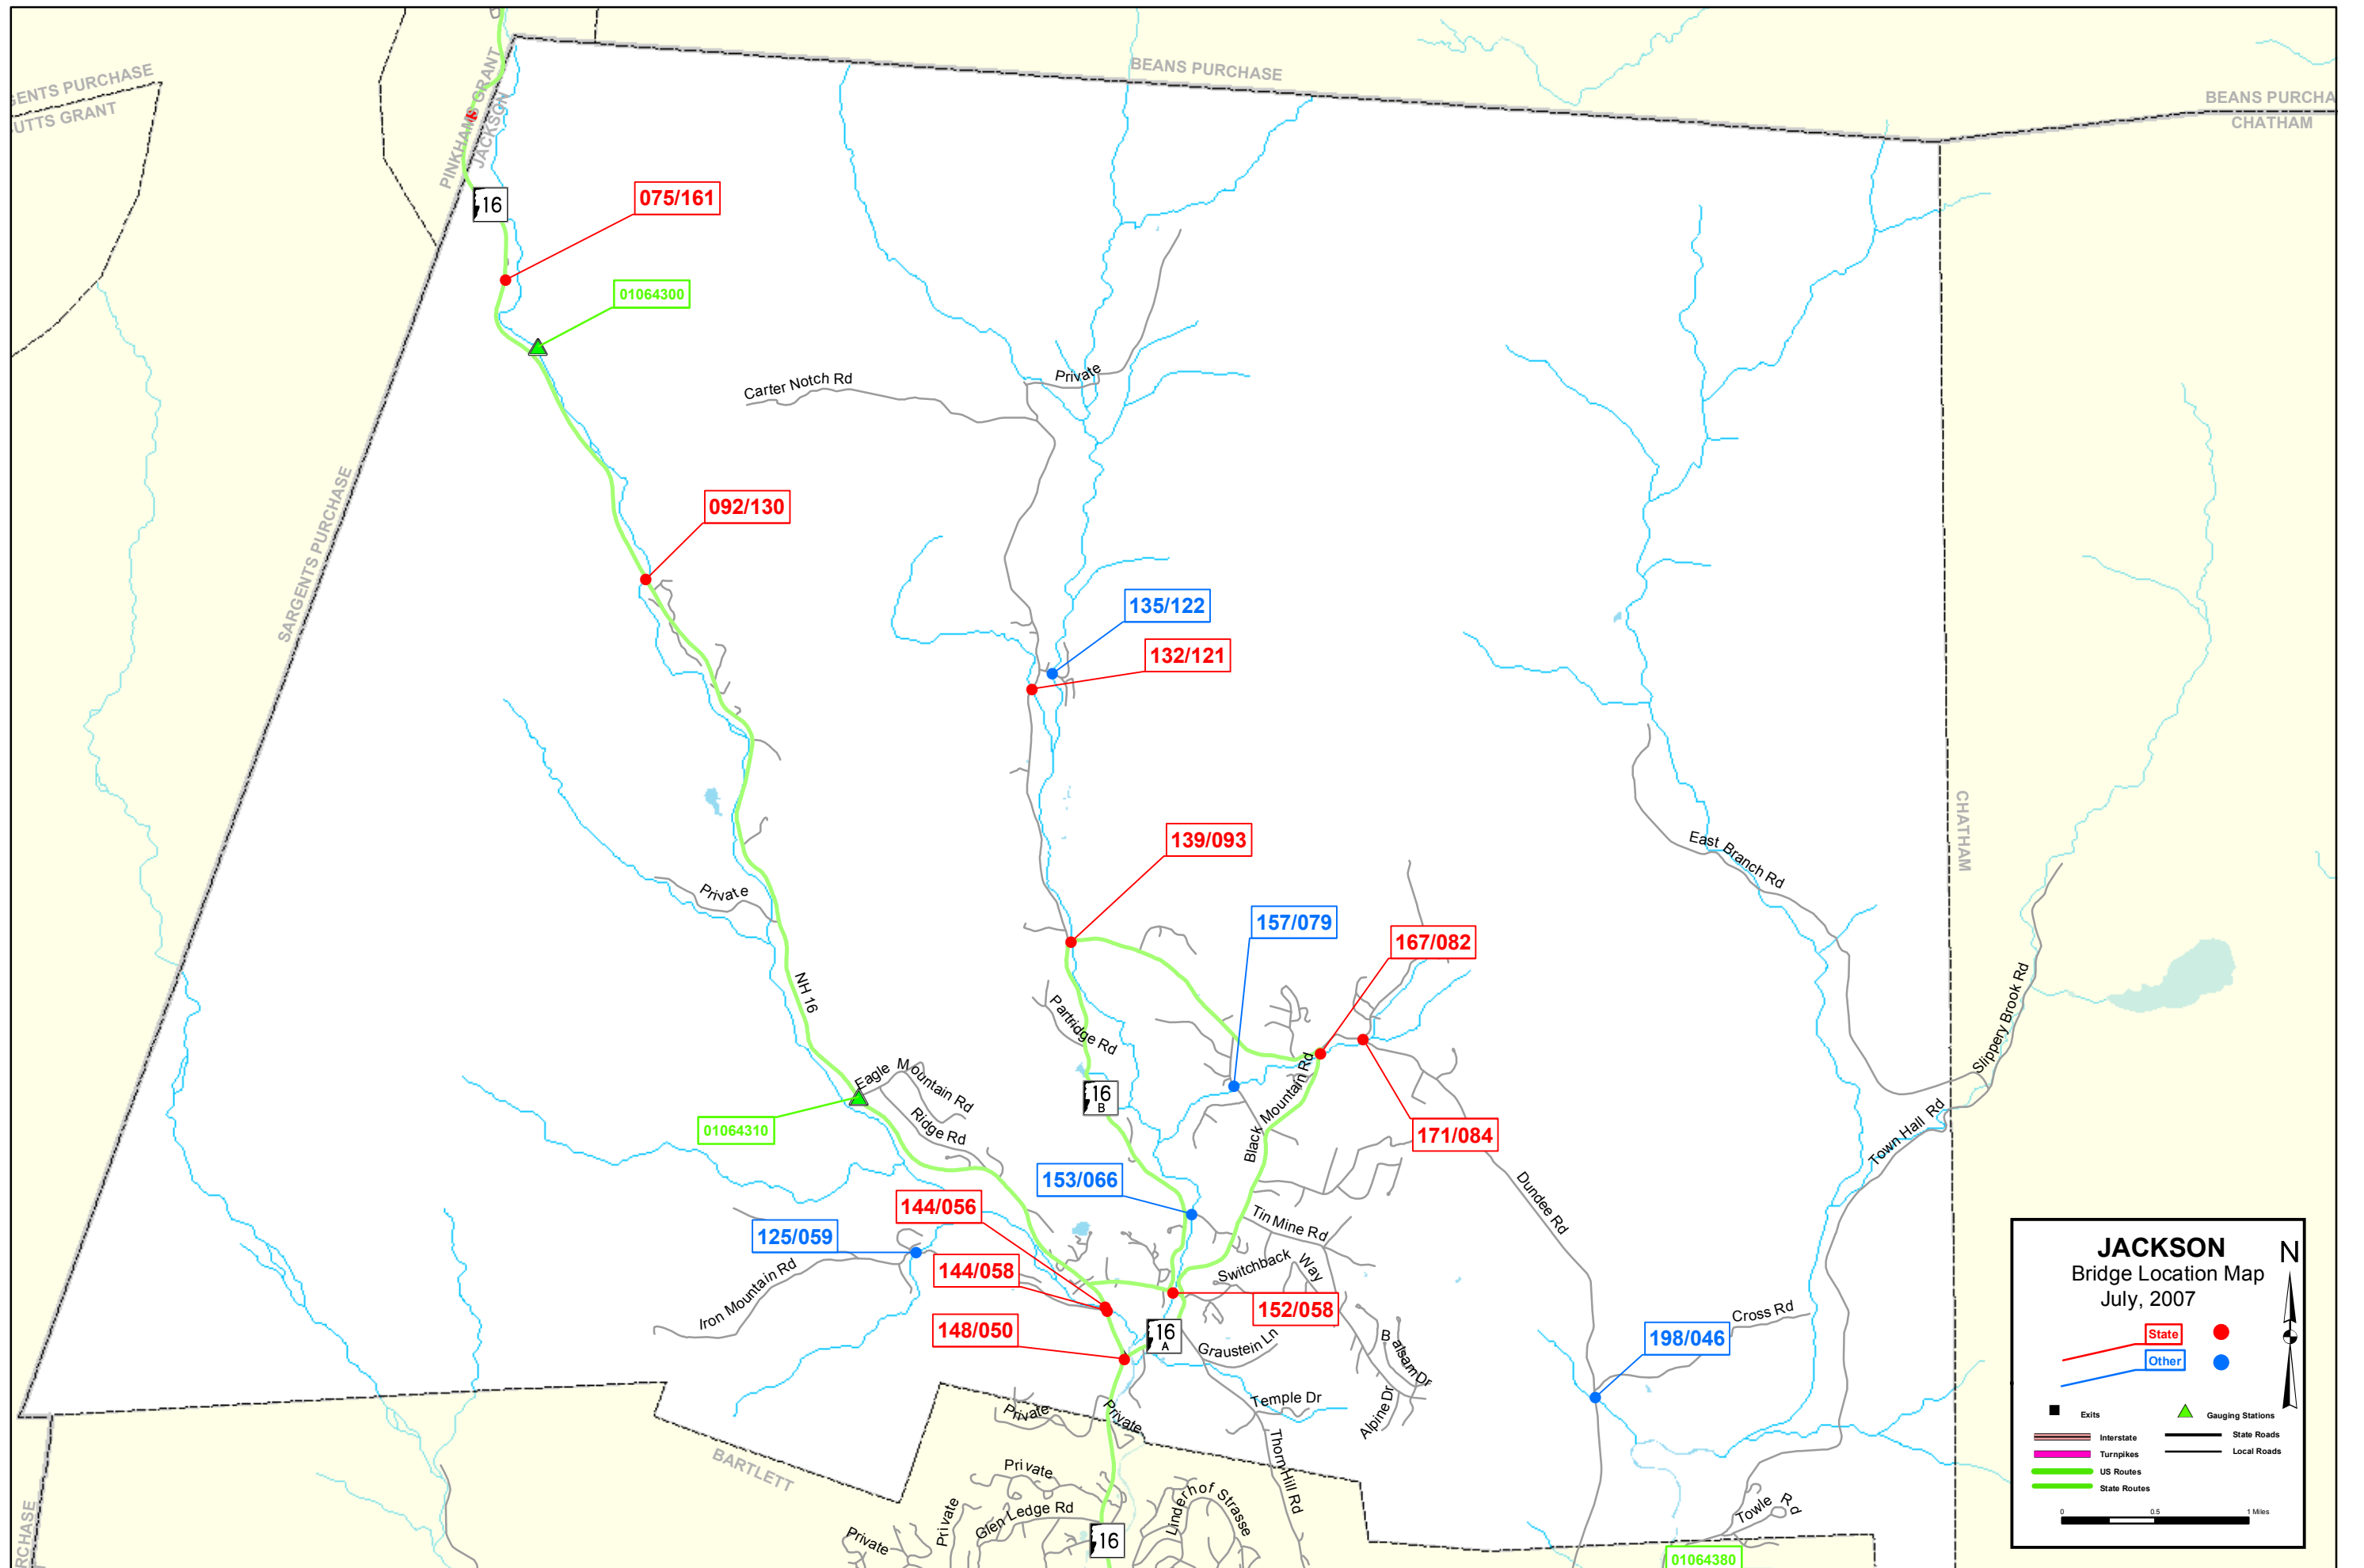 BEANS PURCHASE
GENTS PURCHASE
UTTS GRANT
PINKHAMS GRANT
JACKSON
BEANS PURCHA
CHATHAM
16
075/161
01064300
Carter Notch Rd
Private
SARGENTS PURCHASE
092/130
135/122
132/121
139/093
CHATHAM
East Branch Rd
Private
157/079
167/082
NH 16
Partridge Rd
Slippery Brook Rd
Eagle Mountain Rd
Ridge Rd
16
B
Black Mountain Rd
01064310
171/084
Town Hall Rd
153/066
144/056
125/059
Dundee Rd
Tin Mine Rd
144/058
Switchback Way
Iron Mountain Rd
152/058
148/050
16
A
Graustein Ln
Balsam Dr
Cross Rd
198/046
Alpine Dr
Temple Dr
Private
Private
Thorn Hill Rd
BARTLETT
Private
Private
Glen Ledge Rd
Linderhof Strasse
Private
16
Towle Rd
01064380
RCHASE
JACKSON
Bridge Location Map
July, 2007
N
State
Other
Exits
Gauging Stations
Interstate
State Roads
Turnpikes
Local Roads
US Routes
State Routes
0 0.5 1 Miles